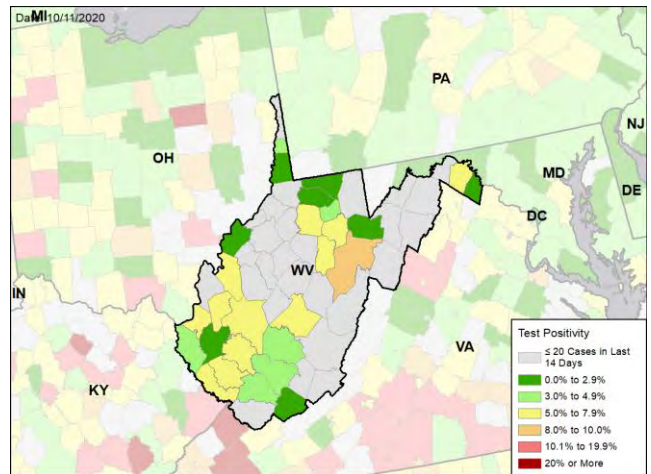 Date: 10/11/2020
MI
PA
OH
NJ
MD
DE
DC
WV
IN
VA
KY
Test Positivity
≤ 20 Cases in Last
14 Days
0.0% to 2.9%
3.0% to 4.9%
5.0% to 7.9%
8.0% to 10.0%
10.1% to 19.9%
20% or More